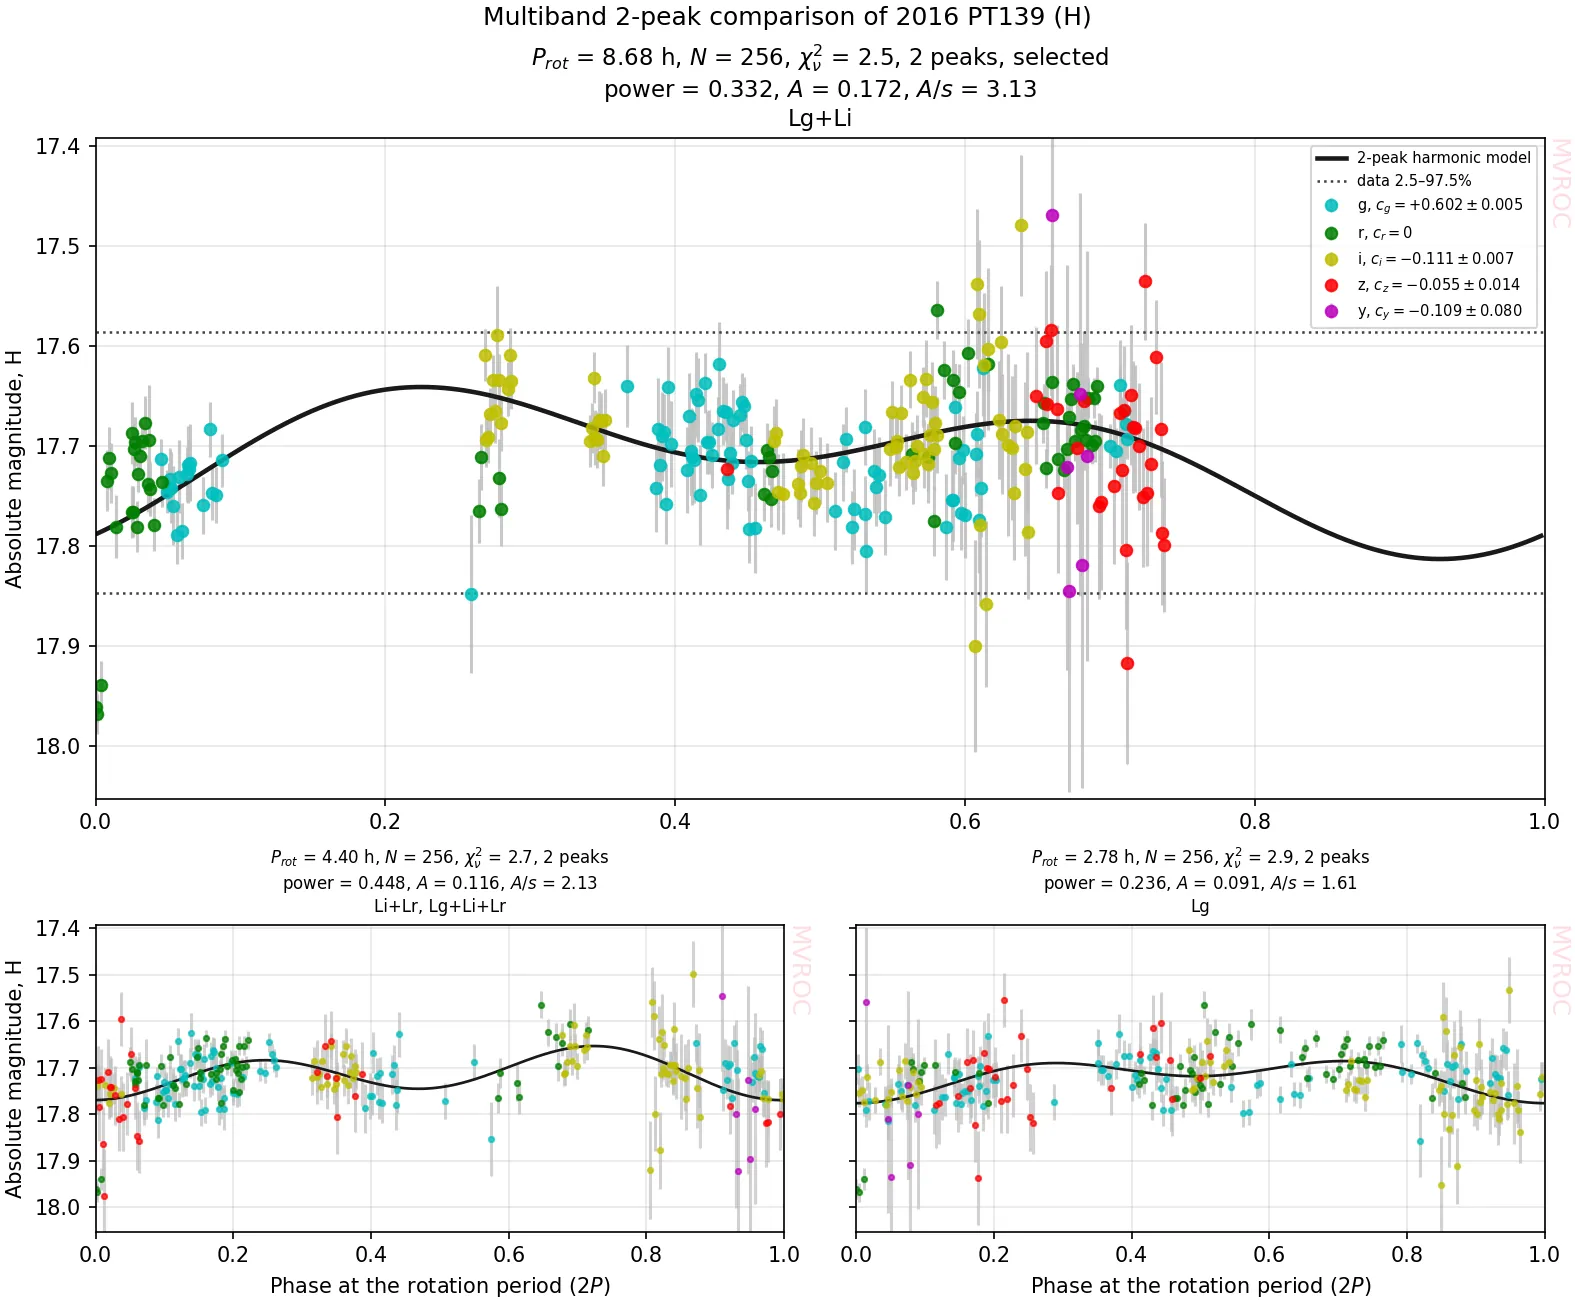 Multiband 2-peak comparison of 2016 PT139 (H)
P_rot = 8.68 h, N = 256, χ²_ν = 2.5, 2 peaks, selected
power = 0.332, A = 0.172, A/s = 3.13
Lg+Li
MVROC
Absolute magnitude, H
17.4
17.5
17.6
17.7
17.8
17.9
18.0
2-peak harmonic model
data 2.5–97.5%
g, c_g = +0.602 ± 0.005
r, c_r = 0
i, c_i = −0.111 ± 0.007
z, c_z = −0.055 ± 0.014
y, c_y = −0.109 ± 0.080
0.0 0.2 0.4 0.6 0.8 1.0
P_rot = 4.40 h, N = 256, χ²_ν = 2.7, 2 peaks
power = 0.448, A = 0.116, A/s = 2.13
Li+Lr, Lg+Li+Lr
MVROC
Absolute magnitude, H
17.4
17.5
17.6
17.7
17.8
17.9
18.0
0.0 0.2 0.4 0.6 0.8 1.0
Phase at the rotation period (2P)
P_rot = 2.78 h, N = 256, χ²_ν = 2.9, 2 peaks
power = 0.236, A = 0.091, A/s = 1.61
Lg
MVROC
0.0 0.2 0.4 0.6 0.8 1.0
Phase at the rotation period (2P)